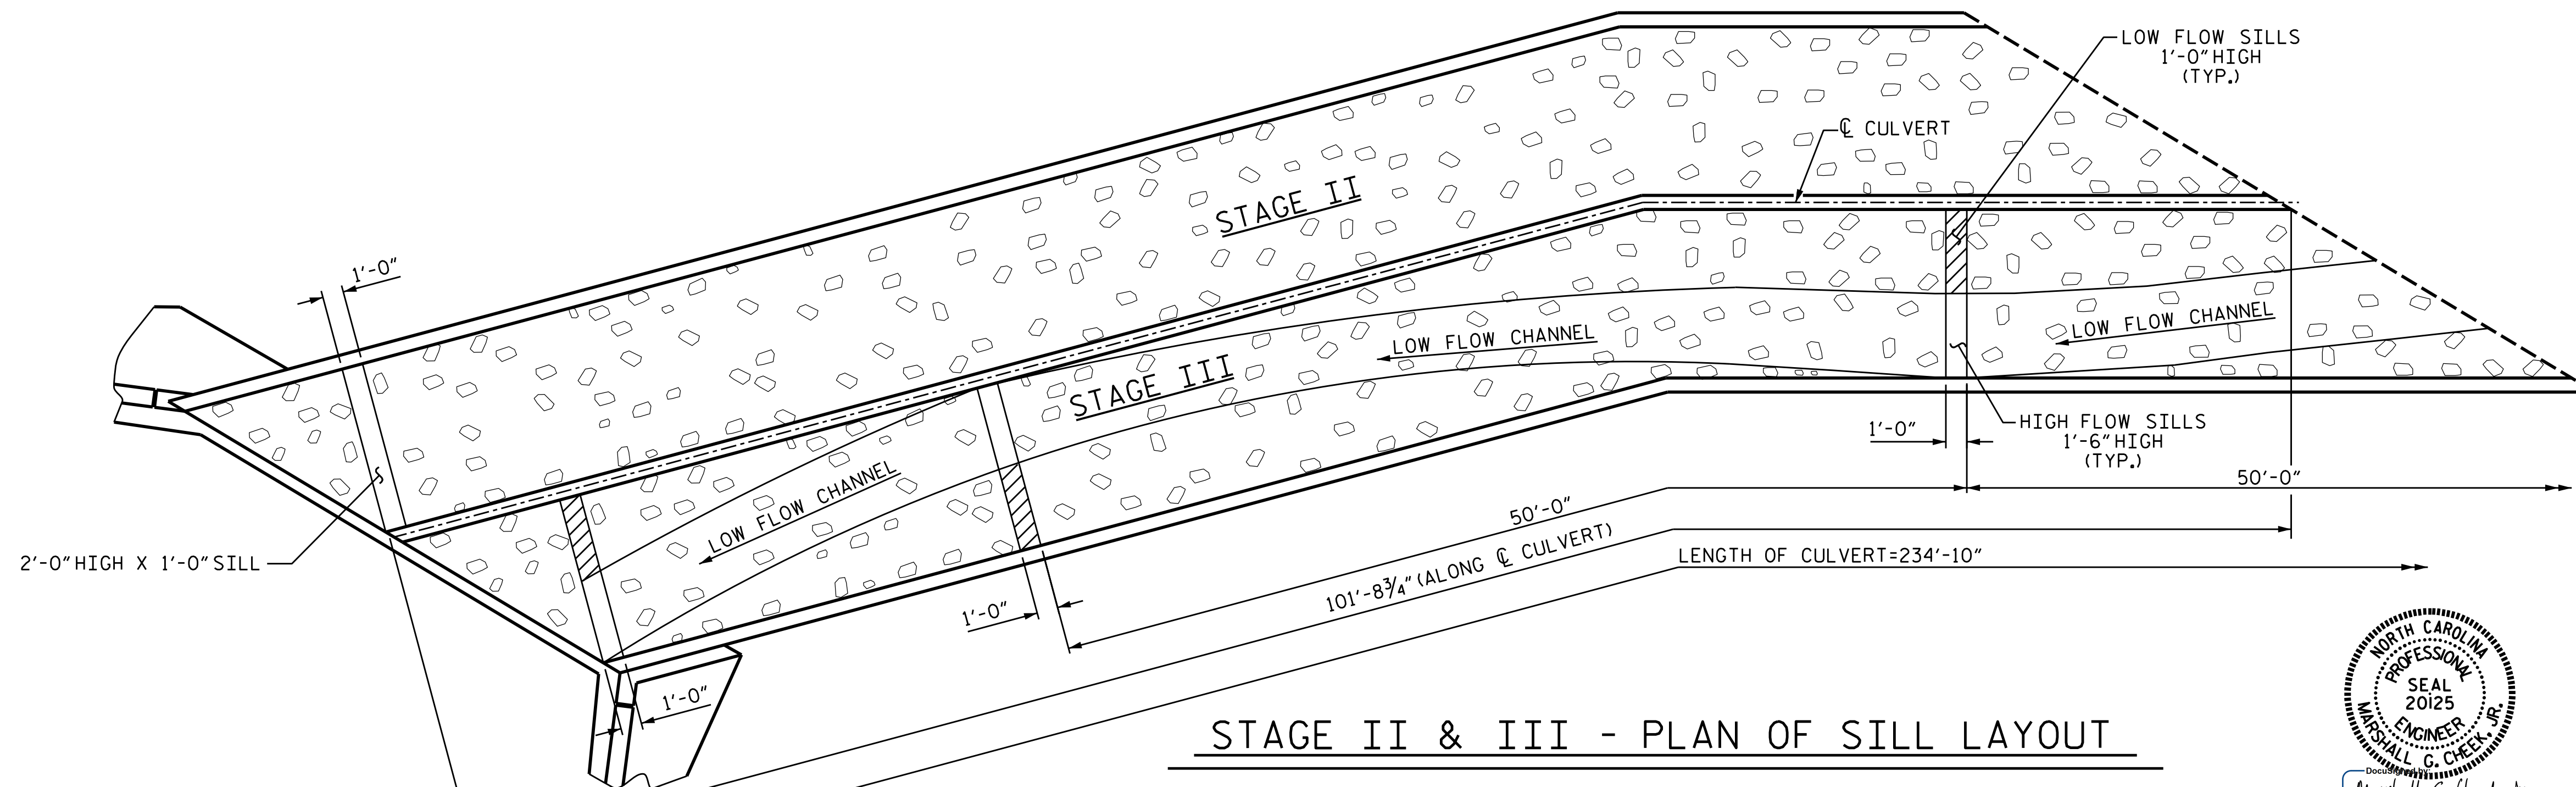 LOW FLOW SILLS
1'-0" HIGH
(TYP.)
℄ CULVERT
STAGE II
1'-0"
LOW FLOW CHANNEL
LOW FLOW CHANNEL
STAGE III
LOW FLOW CHANNEL
1'-0"
HIGH FLOW SILLS
1'-6" HIGH
(TYP.)
50'-0"
50'-0"
101'-8¾" (ALONG ℄ CULVERT)
LENGTH OF CULVERT=234'-10"
2'-0" HIGH X 1'-0" SILL
1'-0"
1'-0"
STAGE II & III - PLAN OF SILL LAYOUT
NORTH CAROLINA
PROFESSIONAL
SEAL
20125
ENGINEER
MARSHALL G. CHEEK, JR.
DocuSigned by: